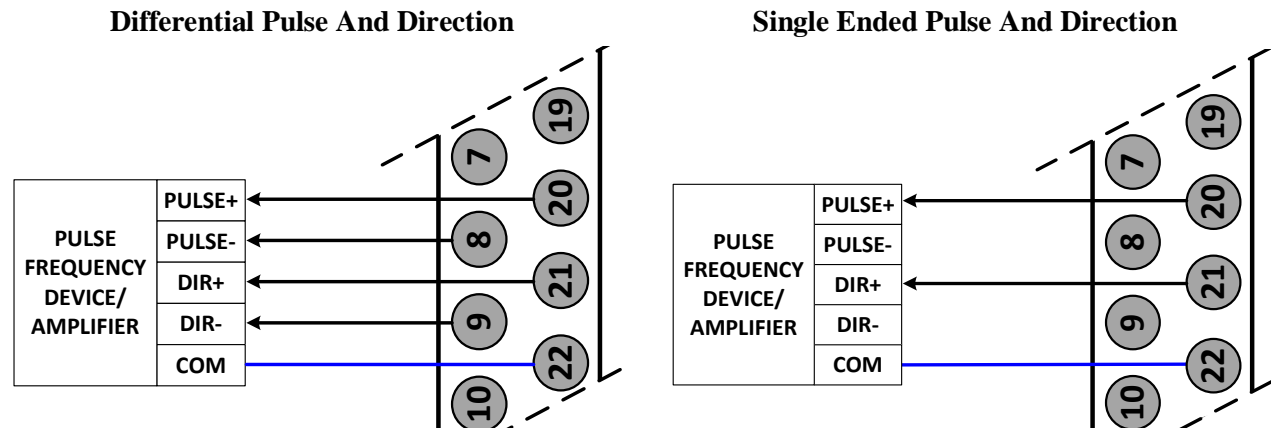 Differential Pulse And Direction
PULSE
FREQUENCY
DEVICE/
AMPLIFIER
PULSE+
PULSE-
DIR+
DIR-
COM
7
8
9
10
19
20
21
22
Single Ended Pulse And Direction
PULSE
FREQUENCY
DEVICE/
AMPLIFIER
PULSE+
PULSE-
DIR+
DIR-
COM
7
8
9
10
19
20
21
22